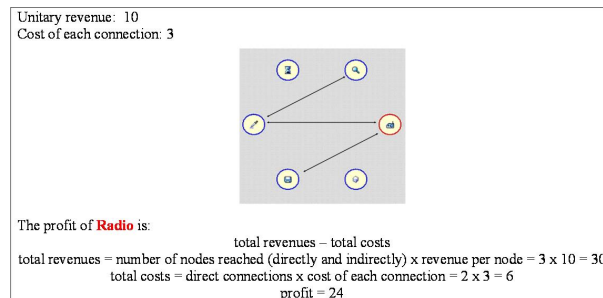 Unitary revenue: 10
Cost of each connection: 3
The profit of Radio is:
total revenues – total costs
total revenues = number of nodes reached (directly and indirectly) x revenue per node = 3 x 10 = 30
total costs = direct connections x cost of each connection = 2 x 3 = 6
profit = 24